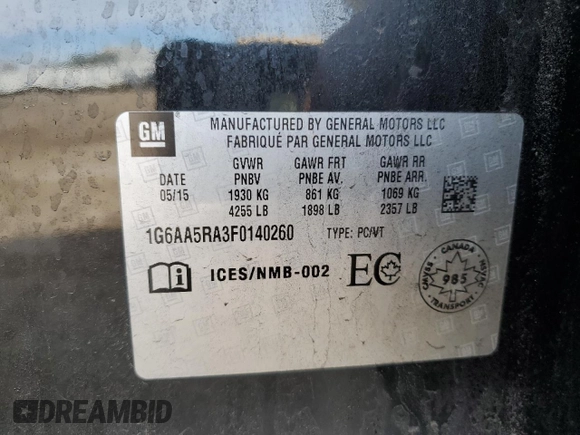 GM
MANUFACTURED BY GENERAL MOTORS LLC
FABRIQUÉ PAR GENERAL MOTORS LLC
GVWR GAWR FRT GAWR RR
DATE PNBV PNBE AV. PNBE ARR.
05/15 1930 KG 861 KG 1069 KG
4255 LB 1898 LB 2357 LB
1G6AA5RA3F0140260 TYPE: PC/VT
ICES/NMB-002 EC
CANADA
985
TRANSPORT
DREAMBID